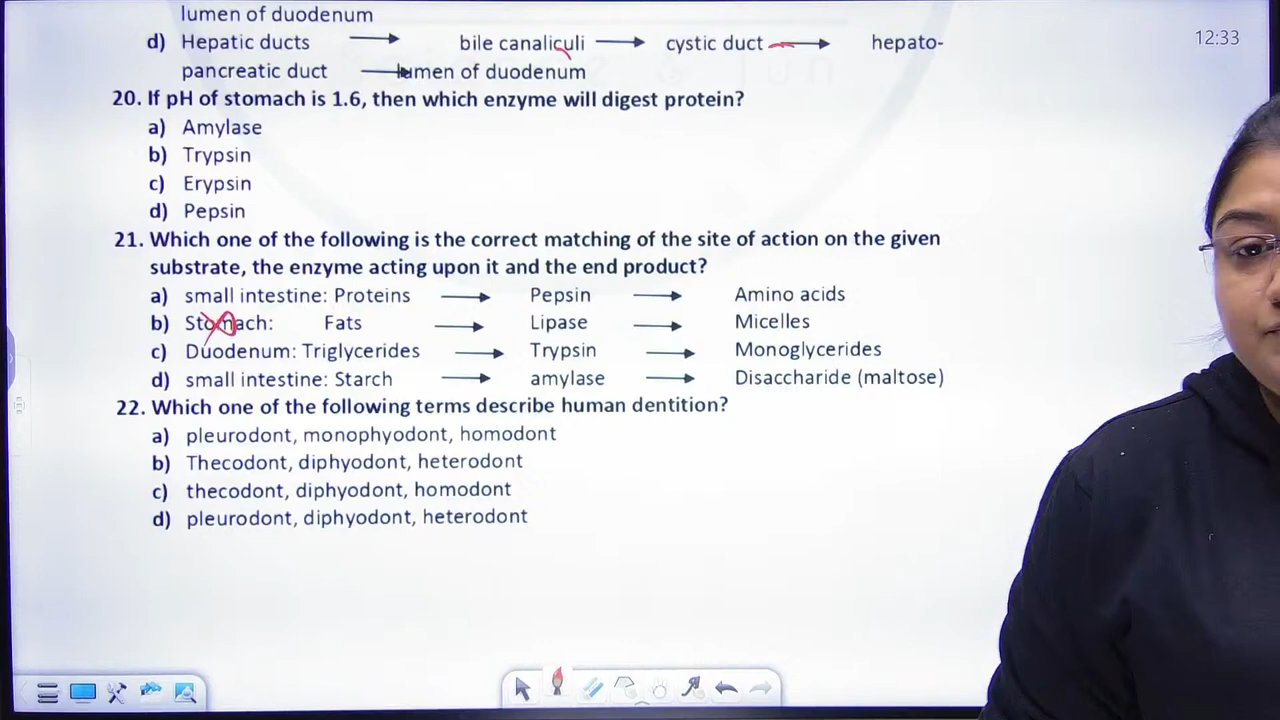 lumen of duodenum
d) Hepatic ducts bile canaliculi cystic duct hepato-
pancreatic duct lumen of duodenum
12:33
20. If pH of stomach is 1.6, then which enzyme will digest protein?
a) Amylase
b) Trypsin
c) Erypsin
d) Pepsin
21. Which one of the following is the correct matching of the site of action on the given
substrate, the enzyme acting upon it and the end product?
a) small intestine: Proteins Pepsin Amino acids
b) Stomach: Fats Lipase Micelles
c) Duodenum: Triglycerides Trypsin Monoglycerides
d) small intestine: Starch amylase Disaccharide (maltose)
22. Which one of the following terms describe human dentition?
a) pleurodont, monophyodont, homodont
b) Thecodont, diphyodont, heterodont
c) thecodont, diphyodont, homodont
d) pleurodont, diphyodont, heterodont